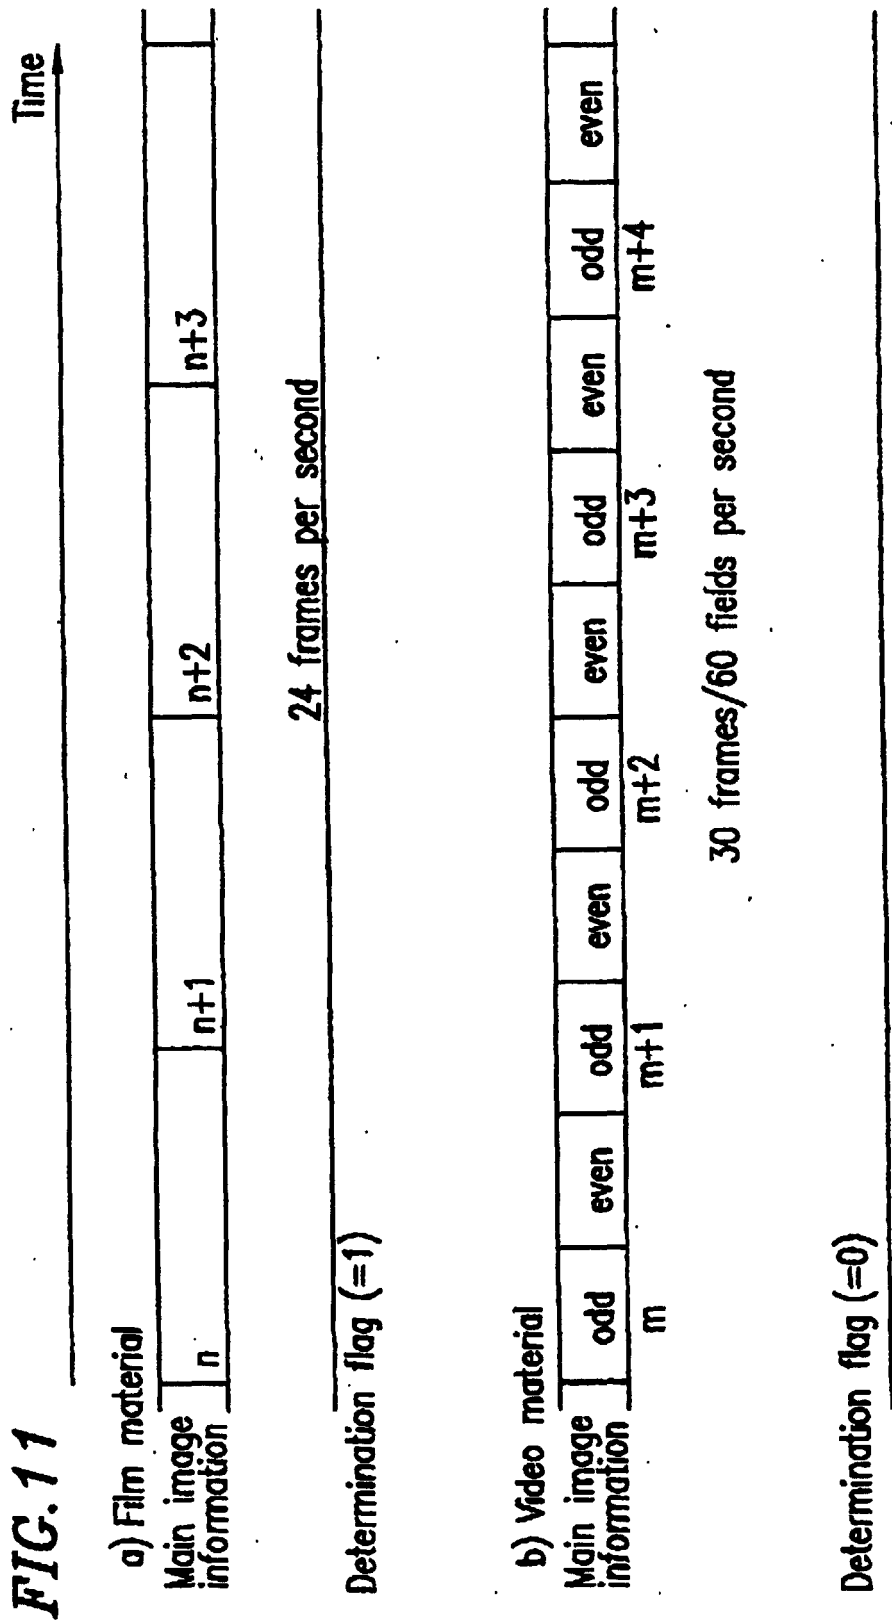 FIG. 11
Time
a) Film material
Main image
information
n
n+1
n+2
n+3
24 frames per second
Determination flag (=1)
b) Video material
Main image
information
odd even odd even odd even odd even odd even
m
m+1
m+2
m+3
m+4
30 frames/60 fields per second
Determination flag (=0)